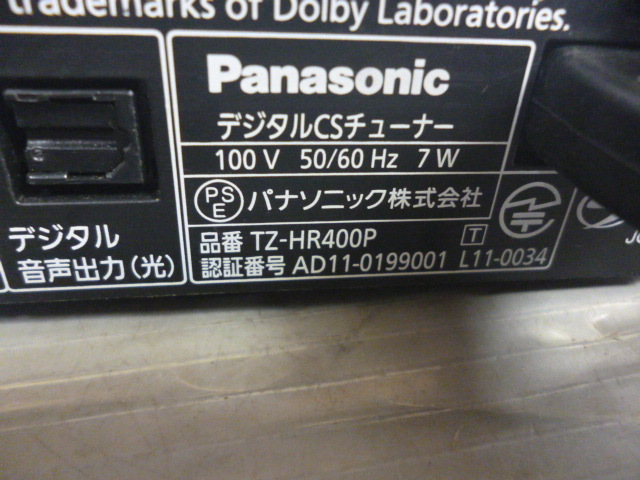 trademarks of Dolby Laboratories.
Panasonic
デジタルCSチューナー
100 V 50/60 Hz 7 W
PSE パナソニック株式会社
品番 TZ-HR400P
T
認証番号 AD11-0199001 L11-0034
デジタル
音声出力(光)